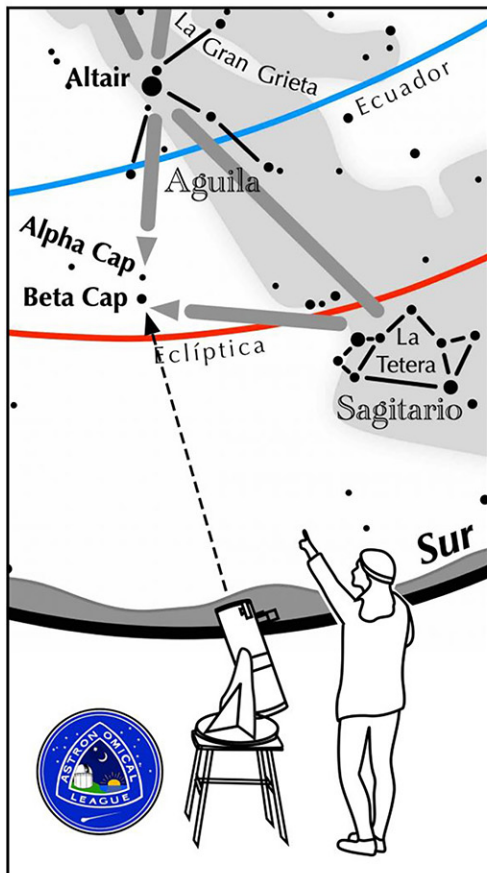 La Gran Grieta
Altair
Ecuador
Aguila
Alpha Cap
Beta Cap
Eclíptica
La
Tetera
Sagitario
Sur
ASTRONOMICAL
LEAGUE